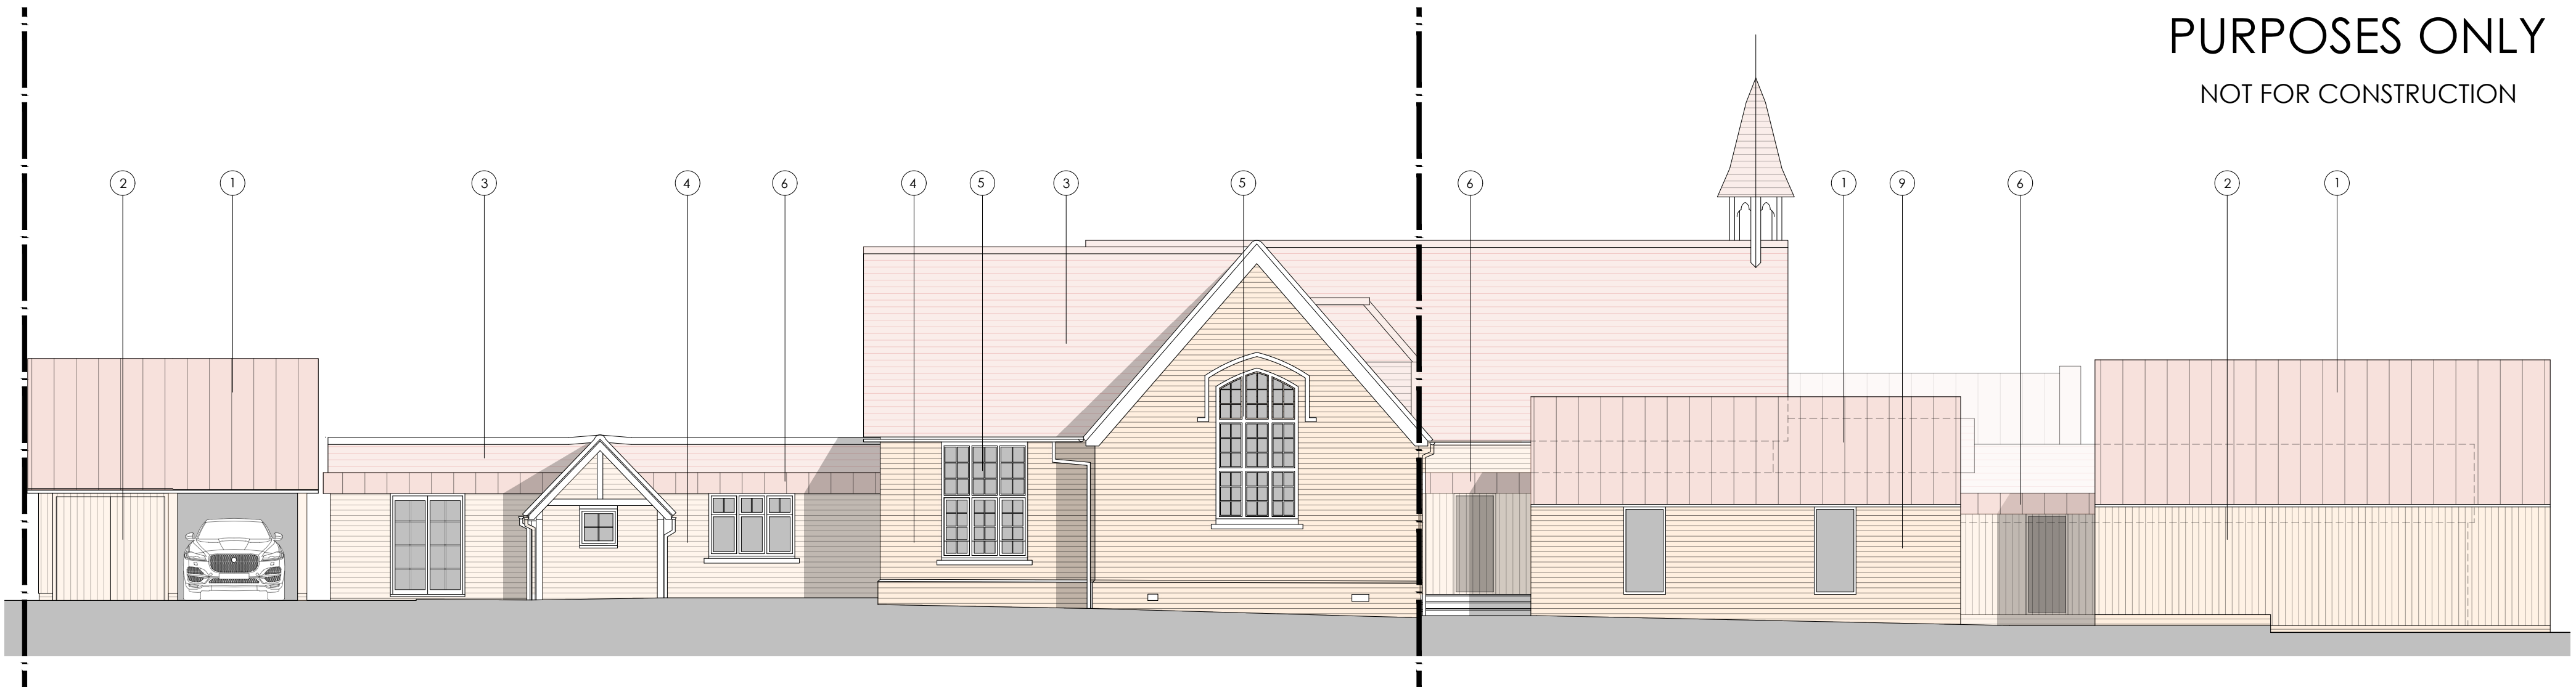 PURPOSES ONLY
NOT FOR CONSTRUCTION
2 1 3 4 6 4 5 3 5 6 1 9 6 2 1